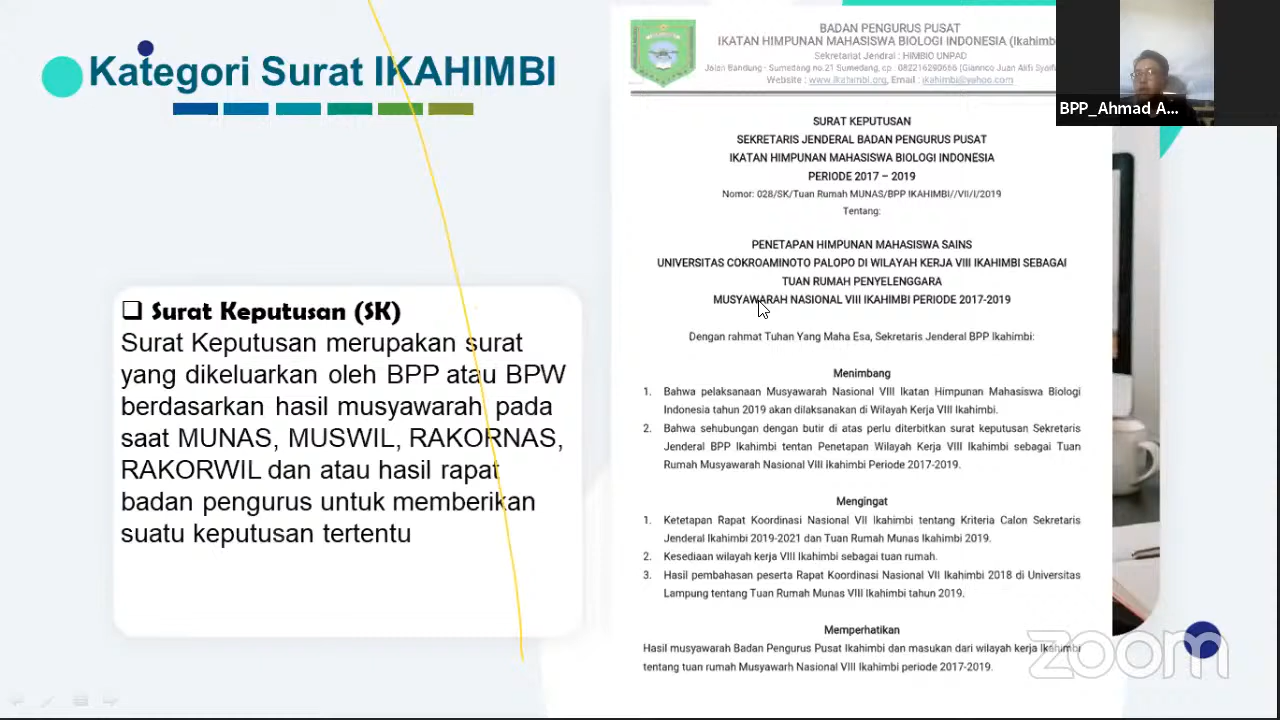 Kategori Surat IKAHIMBI
Surat Keputusan (SK)
Surat Keputusan merupakan surat
yang dikeluarkan oleh BPP atau BPW
berdasarkan hasil musyawarah pada
saat MUNAS, MUSWIL, RAKORNAS,
RAKORWIL dan atau hasil rapat
badan pengurus untuk memberikan
suatu keputusan tertentu
BADAN PENGURUS PUSAT
IKATAN HIMPUNAN MAHASISWA BIOLOGI INDONESIA (Ikahimb
Sekretariat Jendral : HIMBIO UNPAD
Jalan Bandung - Sumedang no.21 Sumedang, cp. 082216290666 (Giannco Juan
Website : www.ikahimbi.org, Email : ikahimbi@yahoo.com
SURAT KEPUTUSAN
SEKRETARIS JENDERAL BADAN PENGURUS PUSAT
IKATAN HIMPUNAN MAHASISWA BIOLOGI INDONESIA
PERIODE 2017 – 2019
Nomor: 028/SK/Tuan Rumah MUNAS/BPP IKAHIMBI//VII/I/2019
Tentang:
PENETAPAN HIMPUNAN MAHASISWA SAINS
UNIVERSITAS COKROAMINOTO PALOPO DI WILAYAH KERJA VIII IKAHIMBI SEBAGAI
TUAN RUMAH PENYELENGGARA
MUSYAWARAH NASIONAL VIII IKAHIMBI PERIODE 2017-2019
Dengan rahmat Tuhan Yang Maha Esa, Sekretaris Jenderal BPP Ikahimbi:
Menimbang
1. Bahwa pelaksanaan Musyawarah Nasional VIII Ikatan Himpunan Mahasiswa Biologi
Indonesia tahun 2019 akan dilaksanakan di Wilayah Kerja VIII Ikahimbi.
2. Bahwa sehubungan dengan butir di atas perlu diterbitkan surat keputusan Sekretaris
Jenderal BPP Ikahimbi tentan Penetapan Wilayah Kerja VIII Ikahimbi sebagai Tuan
Rumah Musyawarah Nasional VIII Ikahimbi Periode 2017-2019.
Mengingat
1. Ketetapan Rapat Koordinasi Nasional VII Ikahimbi tentang Kriteria Calon Sekretaris
Jenderal Ikahimbi 2019-2021 dan Tuan Rumah Munas Ikahimbi 2019.
2. Kesediaan wilayah kerja VIII Ikahimbi sebagai tuan rumah.
3. Hasil pembahasan peserta Rapat Koordinasi Nasional VII Ikahimbi 2018 di Universitas
Lampung tentang Tuan Rumah Munas VIII Ikahimbi tahun 2019.
Memperhatikan
Hasil musyawarah Badan Pengurus Pusat Ikahimbi dan masukan dari wilayah kerja Ikahimbi
tentang tuan rumah Musyawarh Nasional VIII Ikahimbi periode 2017-2019.
BPP_Ahmad A...
zoom